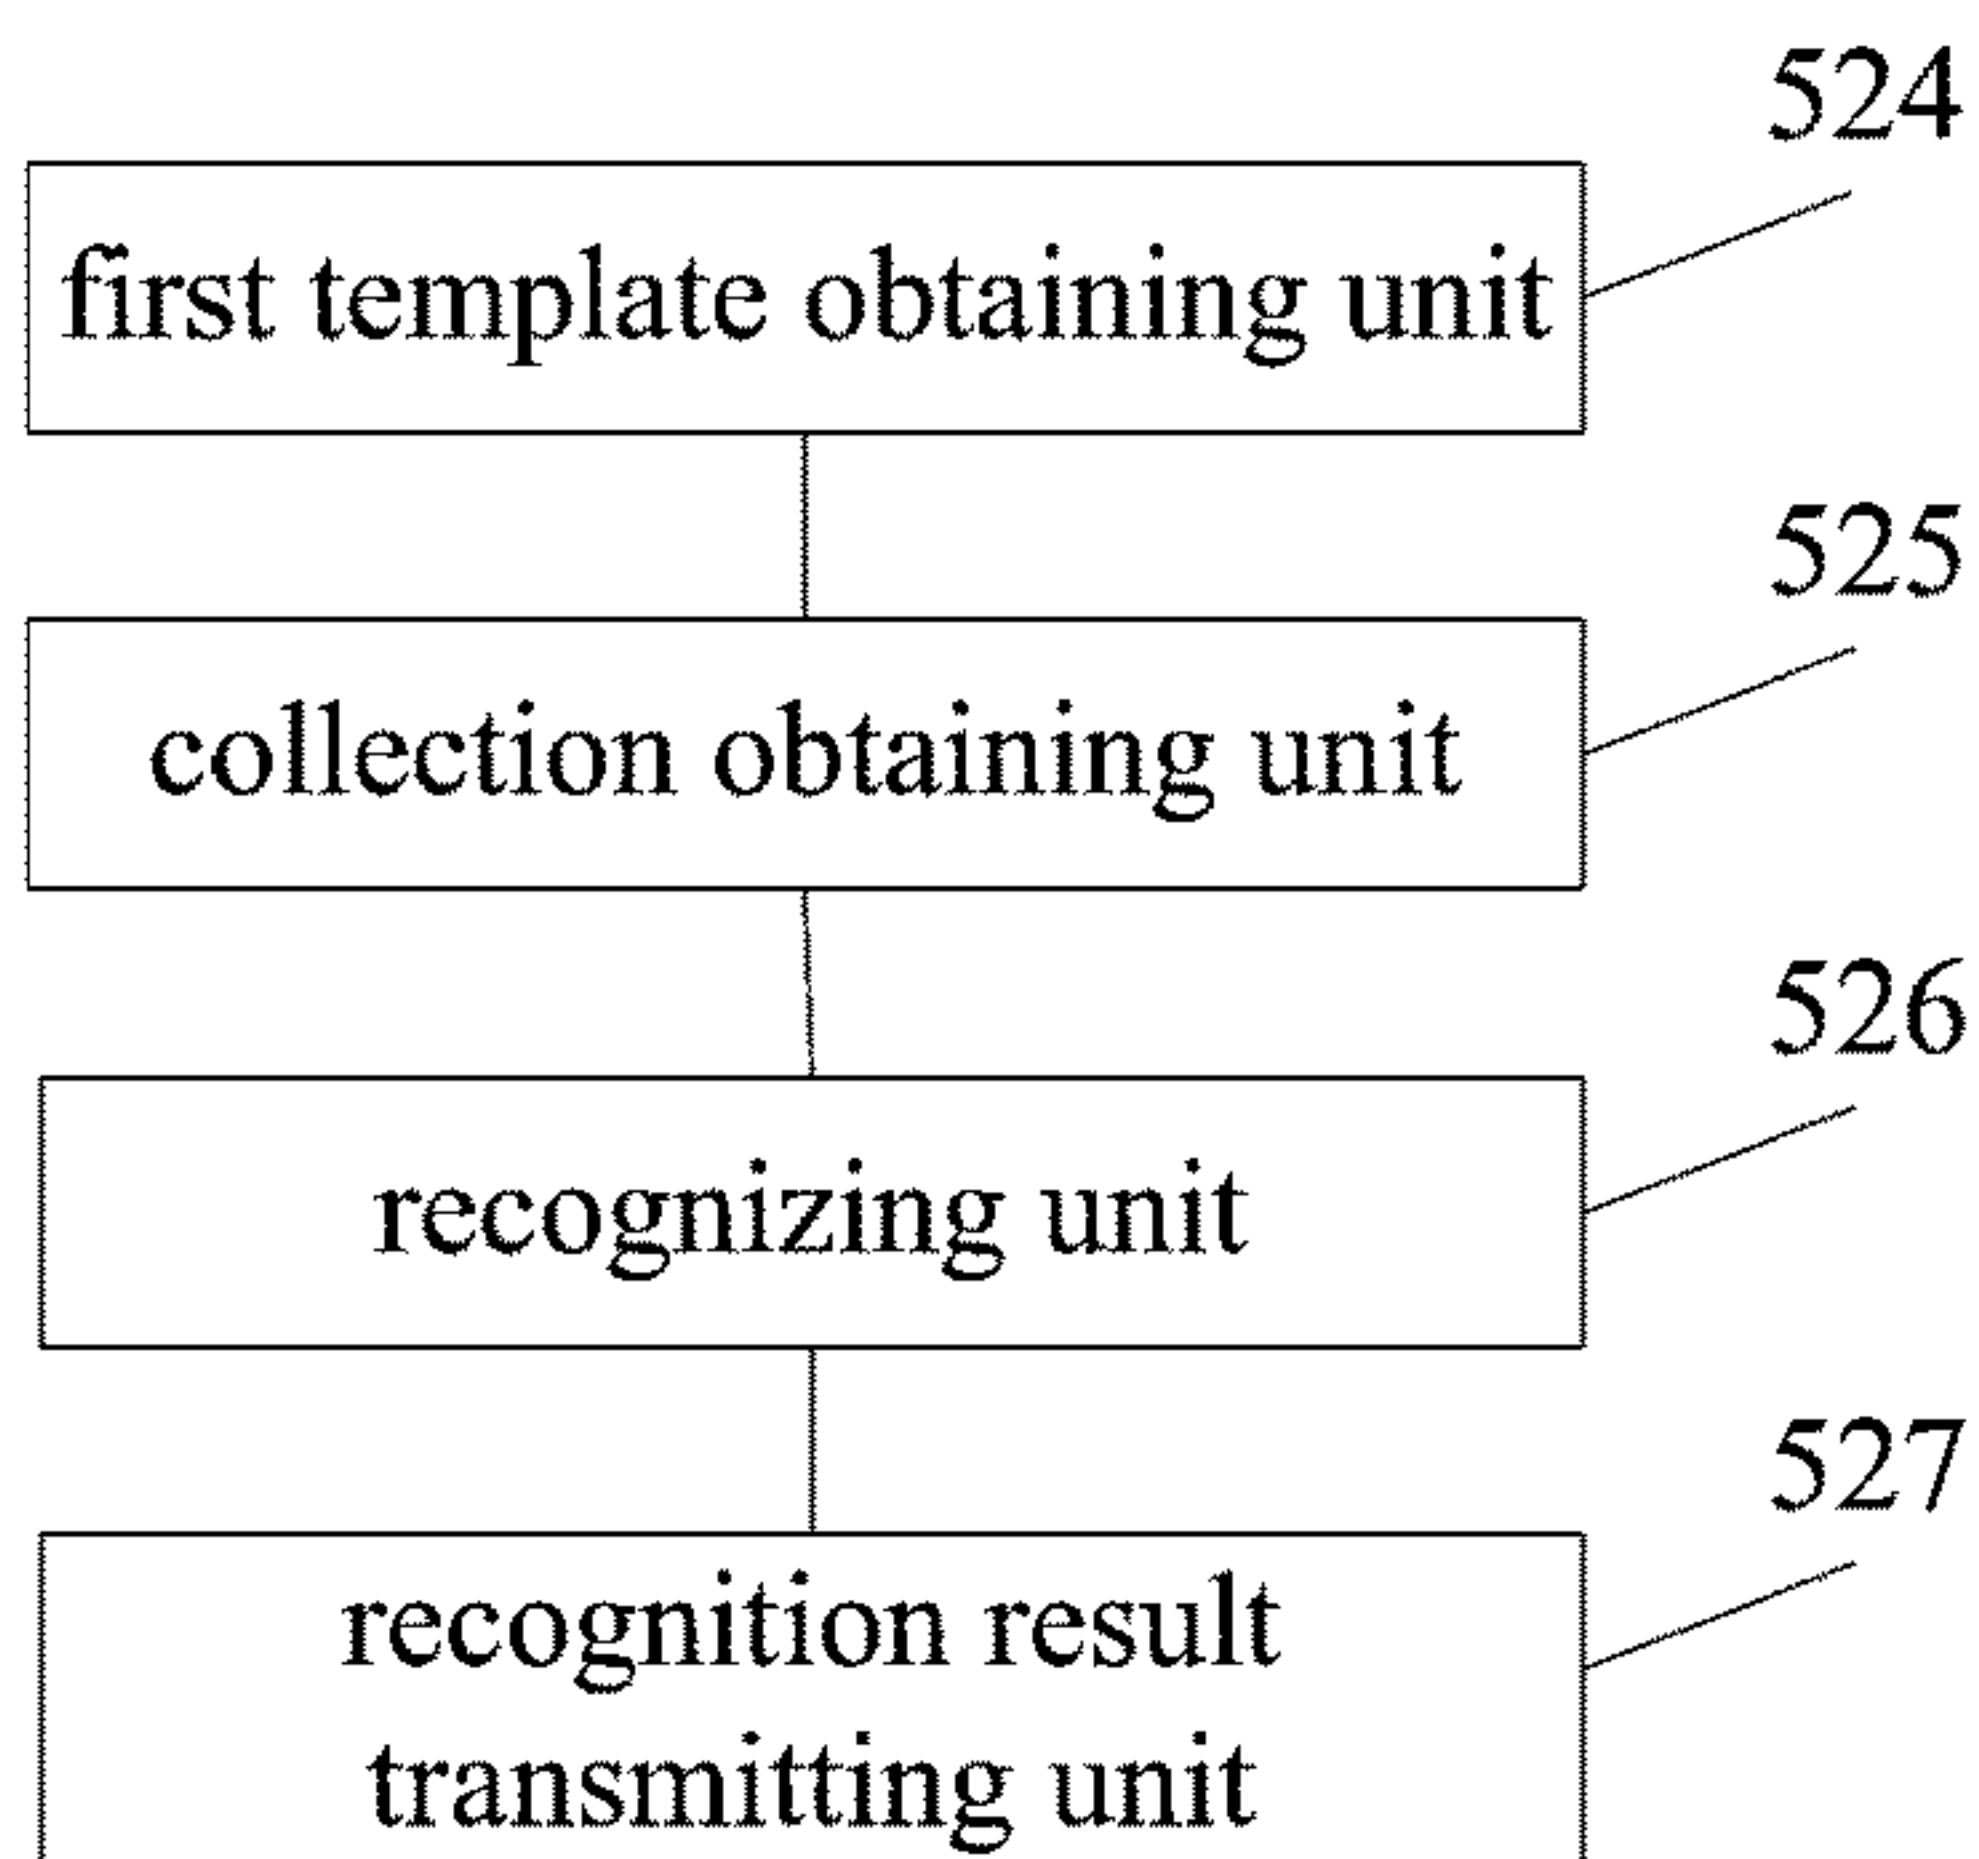 524
first template obtaining unit
525
collection obtaining unit
526
recognizing unit
527
recognition result
transmitting unit